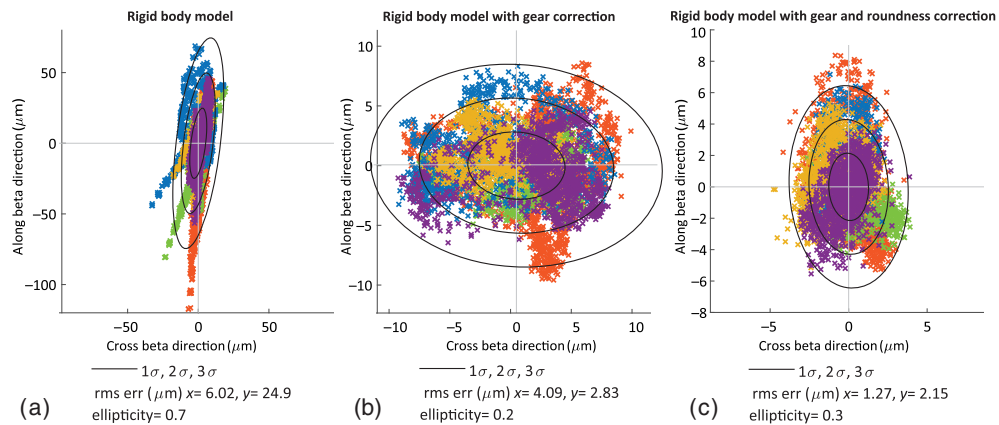 Rigid body model
Along beta direction (μm)
50
0
−50
−100
−50
0
50
Cross beta direction (μm)
1σ, 2σ, 3σ
rms err (μm) x= 6.02, y= 24.9
ellipticity= 0.7
(a)
Rigid body model with gear correction
Along beta direction (μm)
10
5
0
−5
−10
−10
−5
0
5
10
Cross beta direction (μm)
1σ, 2σ, 3σ
rms err (μm) x= 4.09, y= 2.83
ellipticity= 0.2
(b)
Rigid body model with gear and roundness correction
Along beta direction (μm)
10
8
6
4
2
0
−2
−4
−6
−8
−5
0
5
Cross beta direction (μm)
1σ, 2σ, 3σ
rms err (μm) x= 1.27, y= 2.15
ellipticity= 0.3
(c)